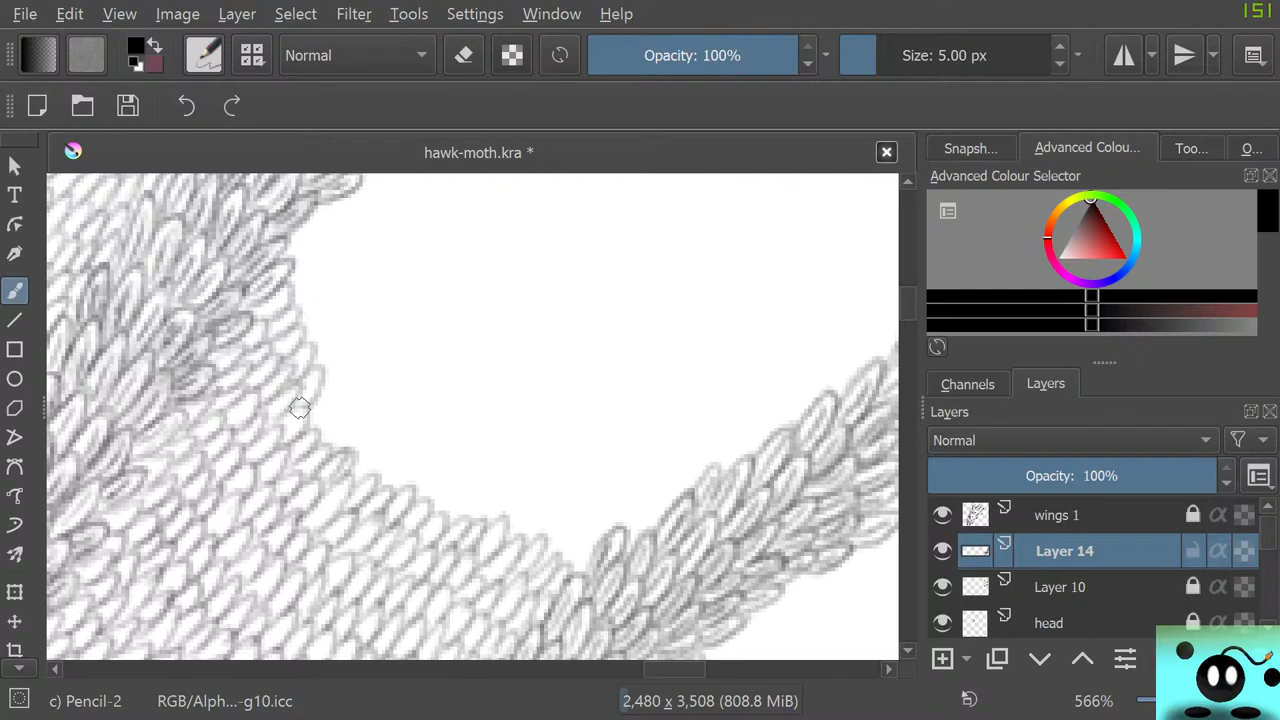 File Edit View Image Layer Select Filter Tools Settings Window Help
151
Normal Opacity: 100% Size: 5.00 px
hawk-moth.kra *
Snapsh... Advanced Colou... Too... O...
Advanced Colour Selector
Channels Layers
Layers
Normal
Opacity: 100%
wings 1
Layer 14
Layer 10
head
c) Pencil-2 RGB/Alph...-g10.icc 2,480 x 3,508 (808.8 MiB) 566%